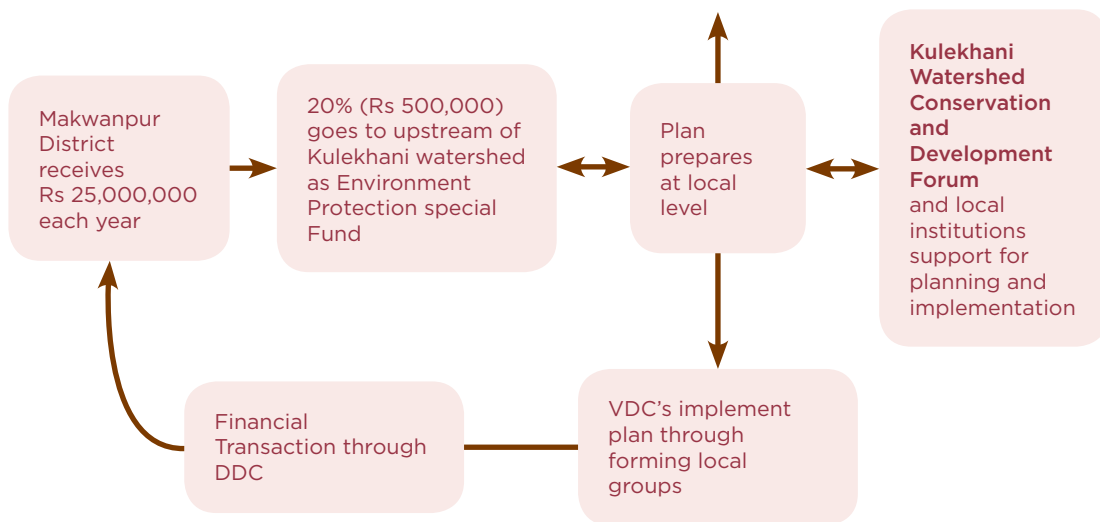 Makwanpur
District
receives
Rs 25,000,000
each year
20% (Rs 500,000)
goes to upstream of
Kulekhani watershed
as Environment
Protection special
Fund
Plan
prepares
at local
level
Kulekhani
Watershed
Conservation
and
Development
Forum
and local
institutions
support for
planning and
implementation
Financial
Transaction through
DDC
VDC's implement
plan through
forming local
groups